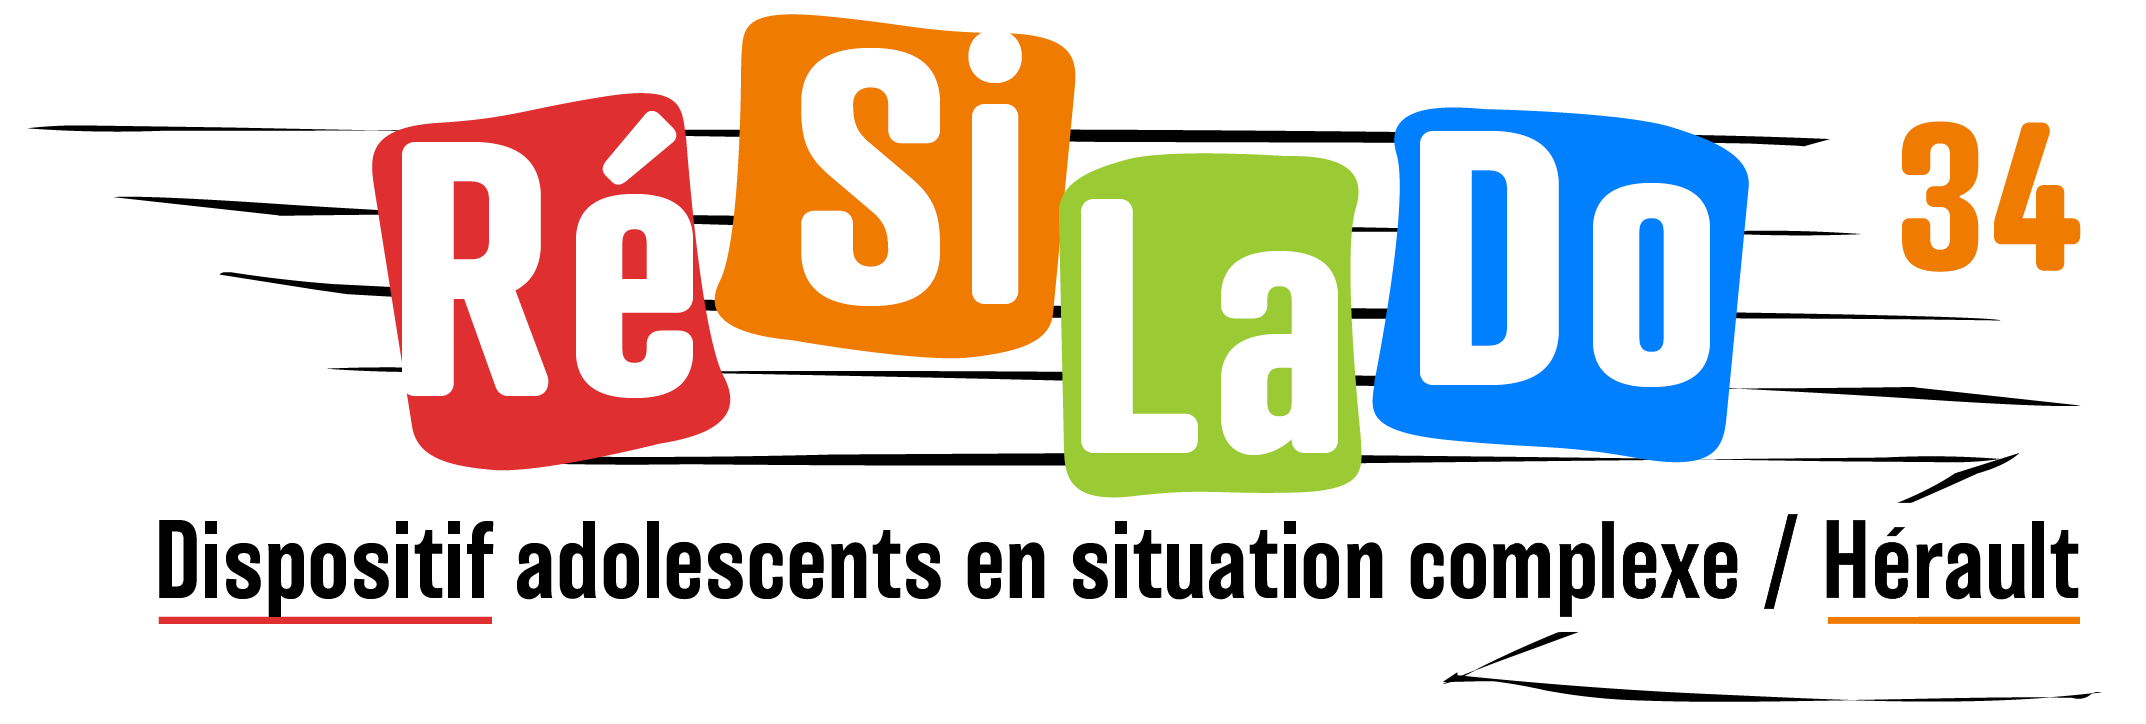 RéSiLaDo 34
Dispositif adolescents en situation complexe / Hérault